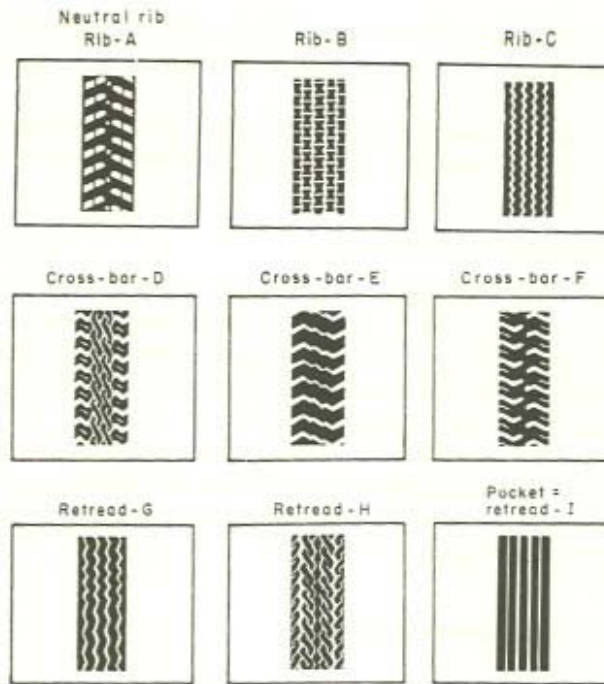 Neutral rib
Rib-A
Rib-B
Rib-C
Cross-bar-D
Cross-bar-E
Cross-bar-F
Retread-G
Retread-H
Pocket =
retread-I